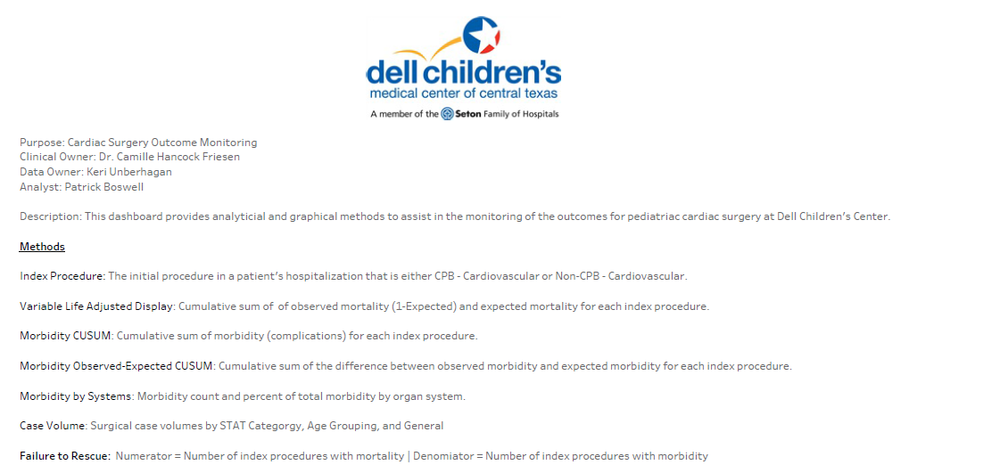 dell children's
medical center of central texas
A member of the Seton Family of Hospitals
Purpose: Cardiac Surgery Outcome Monitoring
Clinical Owner: Dr. Camille Hancock Friesen
Data Owner: Keri Unberhagan
Analyst: Patrick Boswell
Description: This dashboard provides analyticial and graphical methods to assist in the monitoring of the outcomes for pediatriac cardiac surgery at Dell Children's Center.
Methods
Index Procedure: The initial procedure in a patient's hospitalization that is either CPB - Cardiovascular or Non-CPB - Cardiovascular.
Variable Life Adjusted Display: Cumulative sum of  of observed mortality (1-Expected) and expected mortality for each index procedure.
Morbidity CUSUM: Cumulative sum of morbidity (complications) for each index procedure.
Morbidity Observed-Expected CUSUM: Cumulative sum of the difference between observed morbidity and expected morbidity for each index procedure.
Morbidity by Systems: Morbidity count and percent of total morbidity by organ system.
Case Volume: Surgical case volumes by STAT Categorgy, Age Grouping, and General
Failure to Rescue:  Numerator = Number of index procedures with mortality | Denomiator = Number of index procedures with morbidity